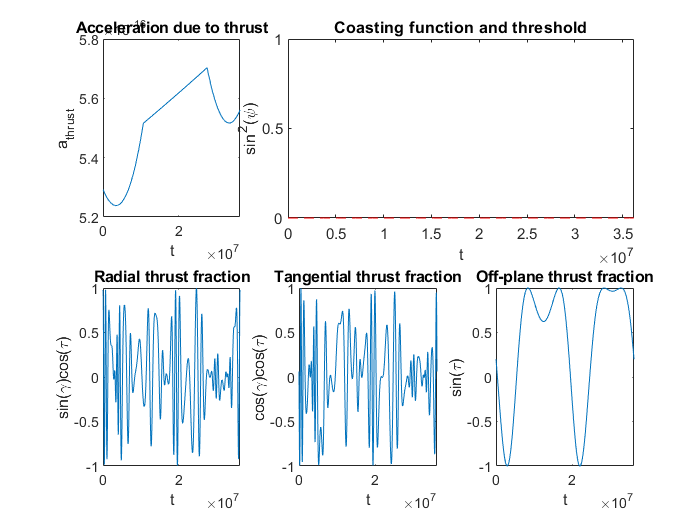 Acceleration due to thrust
5.8
5.6
5.4
5.2
a_thrust
0
2
t
×10^7
Coasting function and threshold
1
0.5
0
sin^2(ψ)
0 0.5 1 1.5 2 2.5 3 3.5
t
×10^7
Radial thrust fraction
1
0.5
0
-0.5
-1
sin(γ)cos(τ)
0 2
t
×10^7
Tangential thrust fraction
1
0.5
0
-0.5
-1
cos(γ)cos(τ)
0 2
t
×10^7
Off-plane thrust fraction
1
0.5
0
-0.5
-1
sin(τ)
0 2
t
×10^7